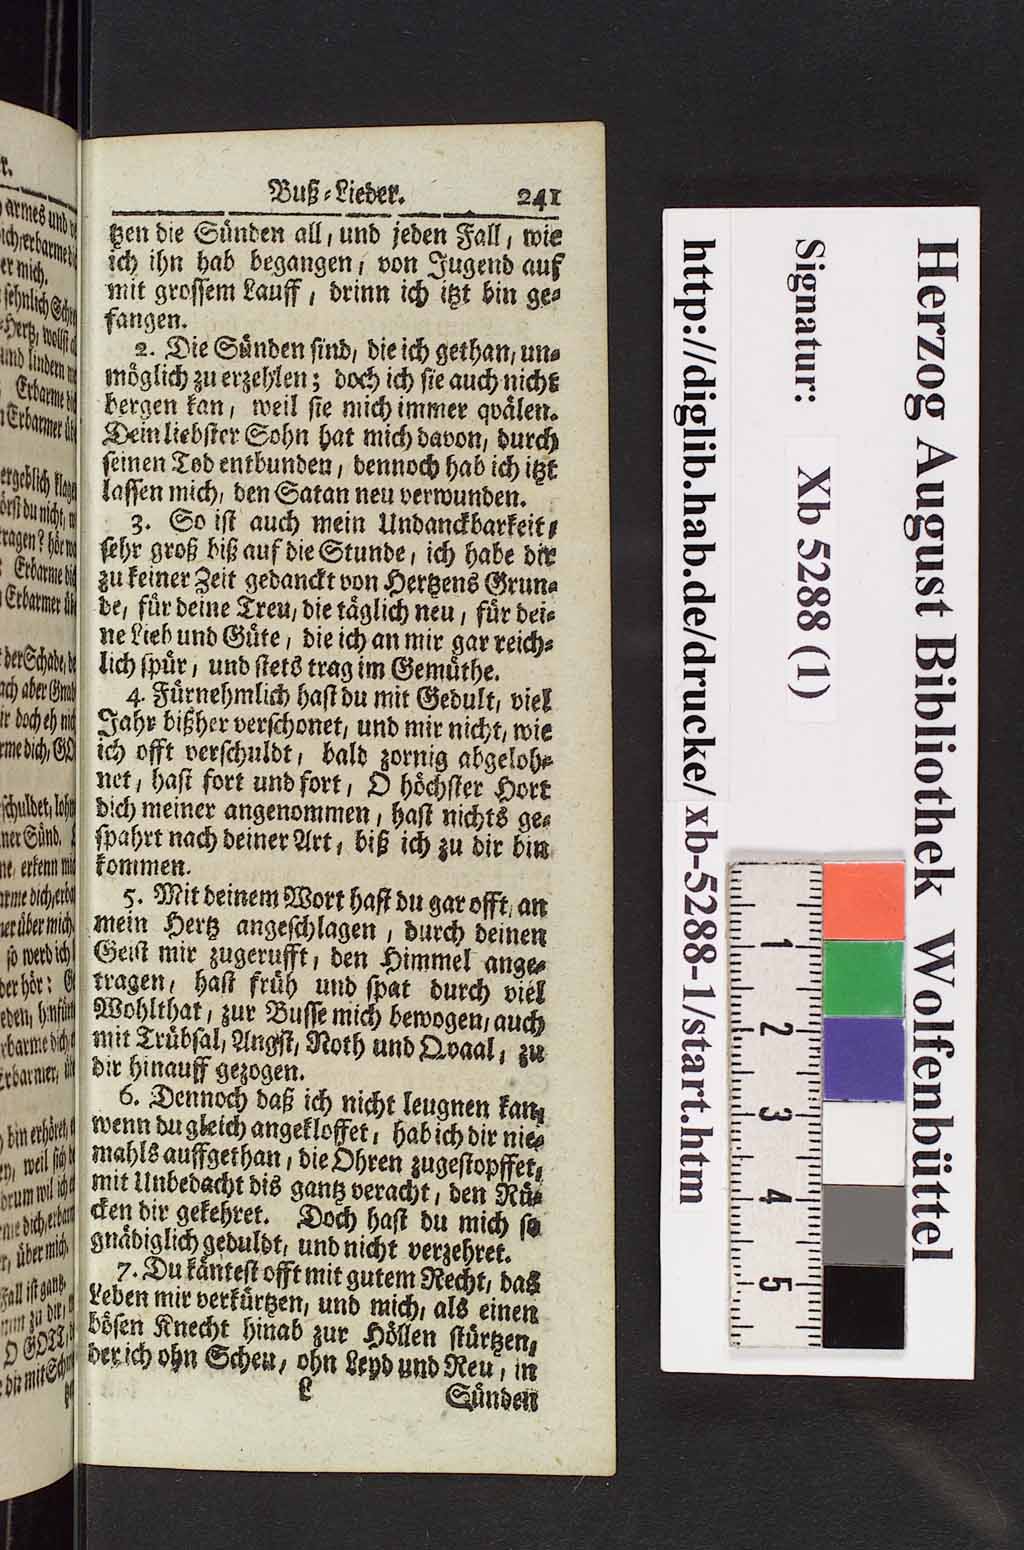 Buß-Lieder. 241
tzen die Sünden all, und jeden Fall, wie
ich ihn hab begangen, von Jugend auf
mit grossem Lauff, drinn ich itzt bin ge-
fangen.
2. Die Sünden sind, die ich gethan, un-
möglich zu erzehlen; doch ich sie auch nicht
bergen kan, weil sie mich immer qvälen.
Dein liebster Sohn hat mich davon, durch
seinen Tod entbunden, dennoch hab ich itzt
lassen mich, den Satan neu verwunden.
3. So ist auch mein Undanckbarkeit,
sehr groß biß auf die Stunde, ich habe dir
zu keiner Zeit gedanckt von Hertzens Grun-
de, für deine Treu, die täglich neu, für dei-
ne Lieb und Güte, die ich an mir gar reich-
lich spür, und stets trag im Gemüthe.
4. Fürnehmlich hast du mit Gedult, viel
Jahr bißher verschonet, und mir nicht, wie
ich offt verschuldt, bald zornig abgeloh-
net, hast fort und fort, O höchster Hort
dich meiner angenommen, hast nichts ge-
spahrt nach deiner Art, biß ich zu dir bin
kommen.
5. Mit deinem Wort hast du gar offt, an
mein Hertz angeschlagen, durch deinen
Geist mir zugerufft, den Himmel ange-
tragen, hast früh und spat durch viel
Wohlthat, zur Busse mich bewogen, auch
mit Trübsal, Angst, Noth und Qvaal, zu
dir hinauff gezogen.
6. Dennoch daß ich nicht leugnen kan,
wenn du gleich angekloffet, hab ich dir nie-
mahls auffgethan, die Ohren zugestopffet,
mit Unbedacht dis gantz veracht, den Rü-
cken dir gekehret. Doch hast du mich so
gnädiglich geduldt, und nicht verzehret.
7. Du käntest offt mit gutem Recht, das
Leben mir verkürtzen, und mich, als einen
bösen Knecht hinab zur Höllen stürtzen,
der ich ohn Scheu, ohn Leyd und Reu, in
L Sünden
Herzog August Bibliothek Wolfenbüttel
Signatur: Xb 5288 (1)
http://diglib.hab.de/drucke/ xb-5288-1/start.htm
1 2 3 4 5